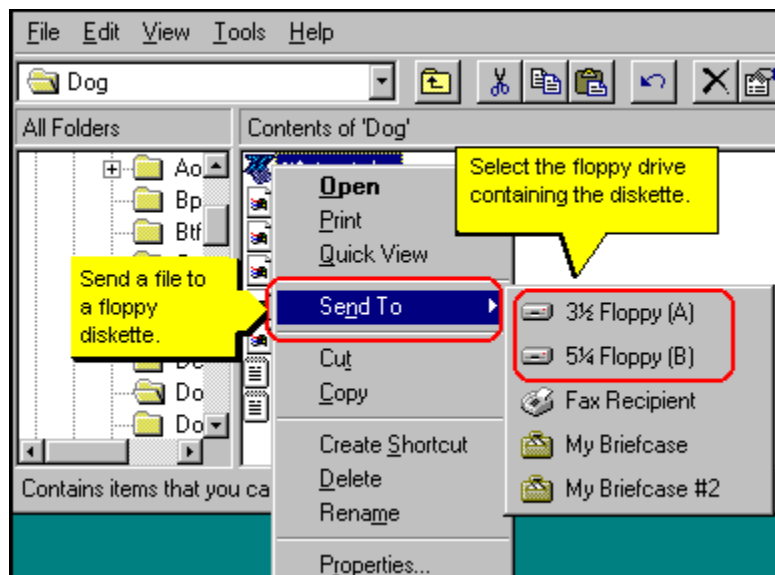 File Edit View Tools Help
Dog
All Folders
Contents of 'Dog'
Ao
Bp
Btf
Do
Do
Select the floppy drive
containing the diskette.
Send a file to
a floppy
diskette.
Open
Print
Quick View
Send To
Cut
Copy
Create Shortcut
Delete
Rename
Properties...
3½ Floppy (A)
5¼ Floppy (B)
Fax Recipient
My Briefcase
My Briefcase #2
Contains items that you ca